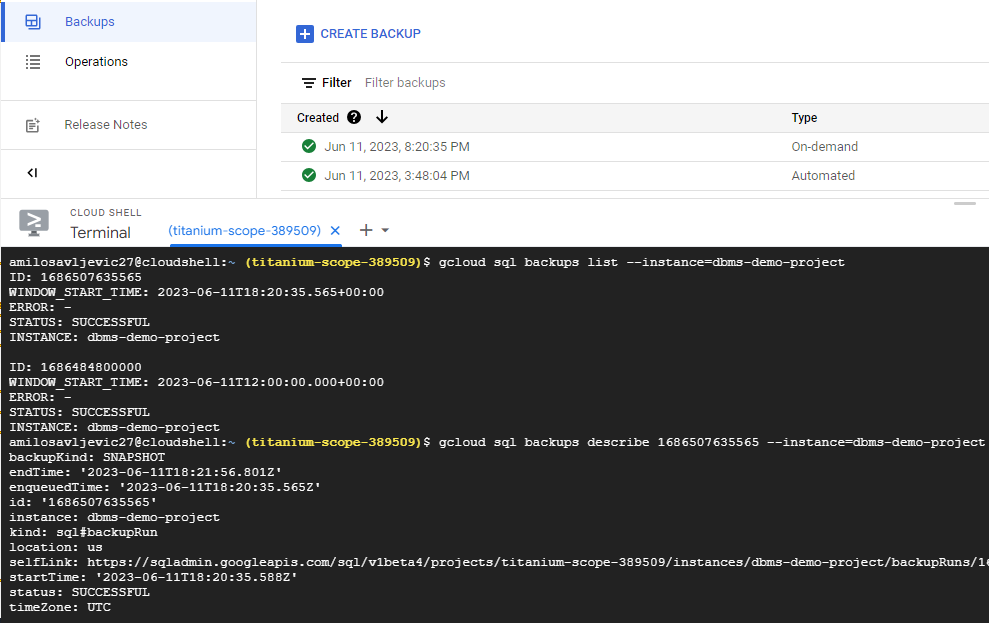 Backups
Operations
Release Notes
CREATE BACKUP
Filter Filter backups
Created Type
Jun 11, 2023, 8:20:35 PM On-demand
Jun 11, 2023, 3:48:04 PM Automated
CLOUD SHELL
Terminal (titanium-scope-389509)
amilosavljevic27@cloudshell:~ (titanium-scope-389509)$ gcloud sql backups list --instance=dbms-demo-project
ID: 1686507635565
WINDOW_START_TIME: 2023-06-11T18:20:35.565+00:00
ERROR: -
STATUS: SUCCESSFUL
INSTANCE: dbms-demo-project
ID: 1686484800000
WINDOW_START_TIME: 2023-06-11T12:00:00.000+00:00
ERROR: -
STATUS: SUCCESSFUL
INSTANCE: dbms-demo-project
amilosavljevic27@cloudshell:~ (titanium-scope-389509)$ gcloud sql backups describe 1686507635565 --instance=dbms-demo-project
backupKind: SNAPSHOT
endTime: '2023-06-11T18:21:56.801Z'
enqueuedTime: '2023-06-11T18:20:35.565Z'
id: '1686507635565'
instance: dbms-demo-project
kind: sql#backupRun
location: us
selfLink: https://sqladmin.googleapis.com/sql/v1beta4/projects/titanium-scope-389509/instances/dbms-demo-project/backupRuns/16
startTime: '2023-06-11T18:20:35.588Z'
status: SUCCESSFUL
timeZone: UTC